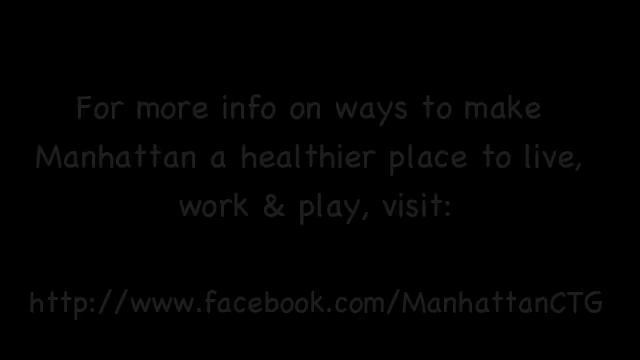 For more info on ways to make
Manhattan a healthier place to live,
work & play, visit:
http://www.facebook.com/ManhattanCTG